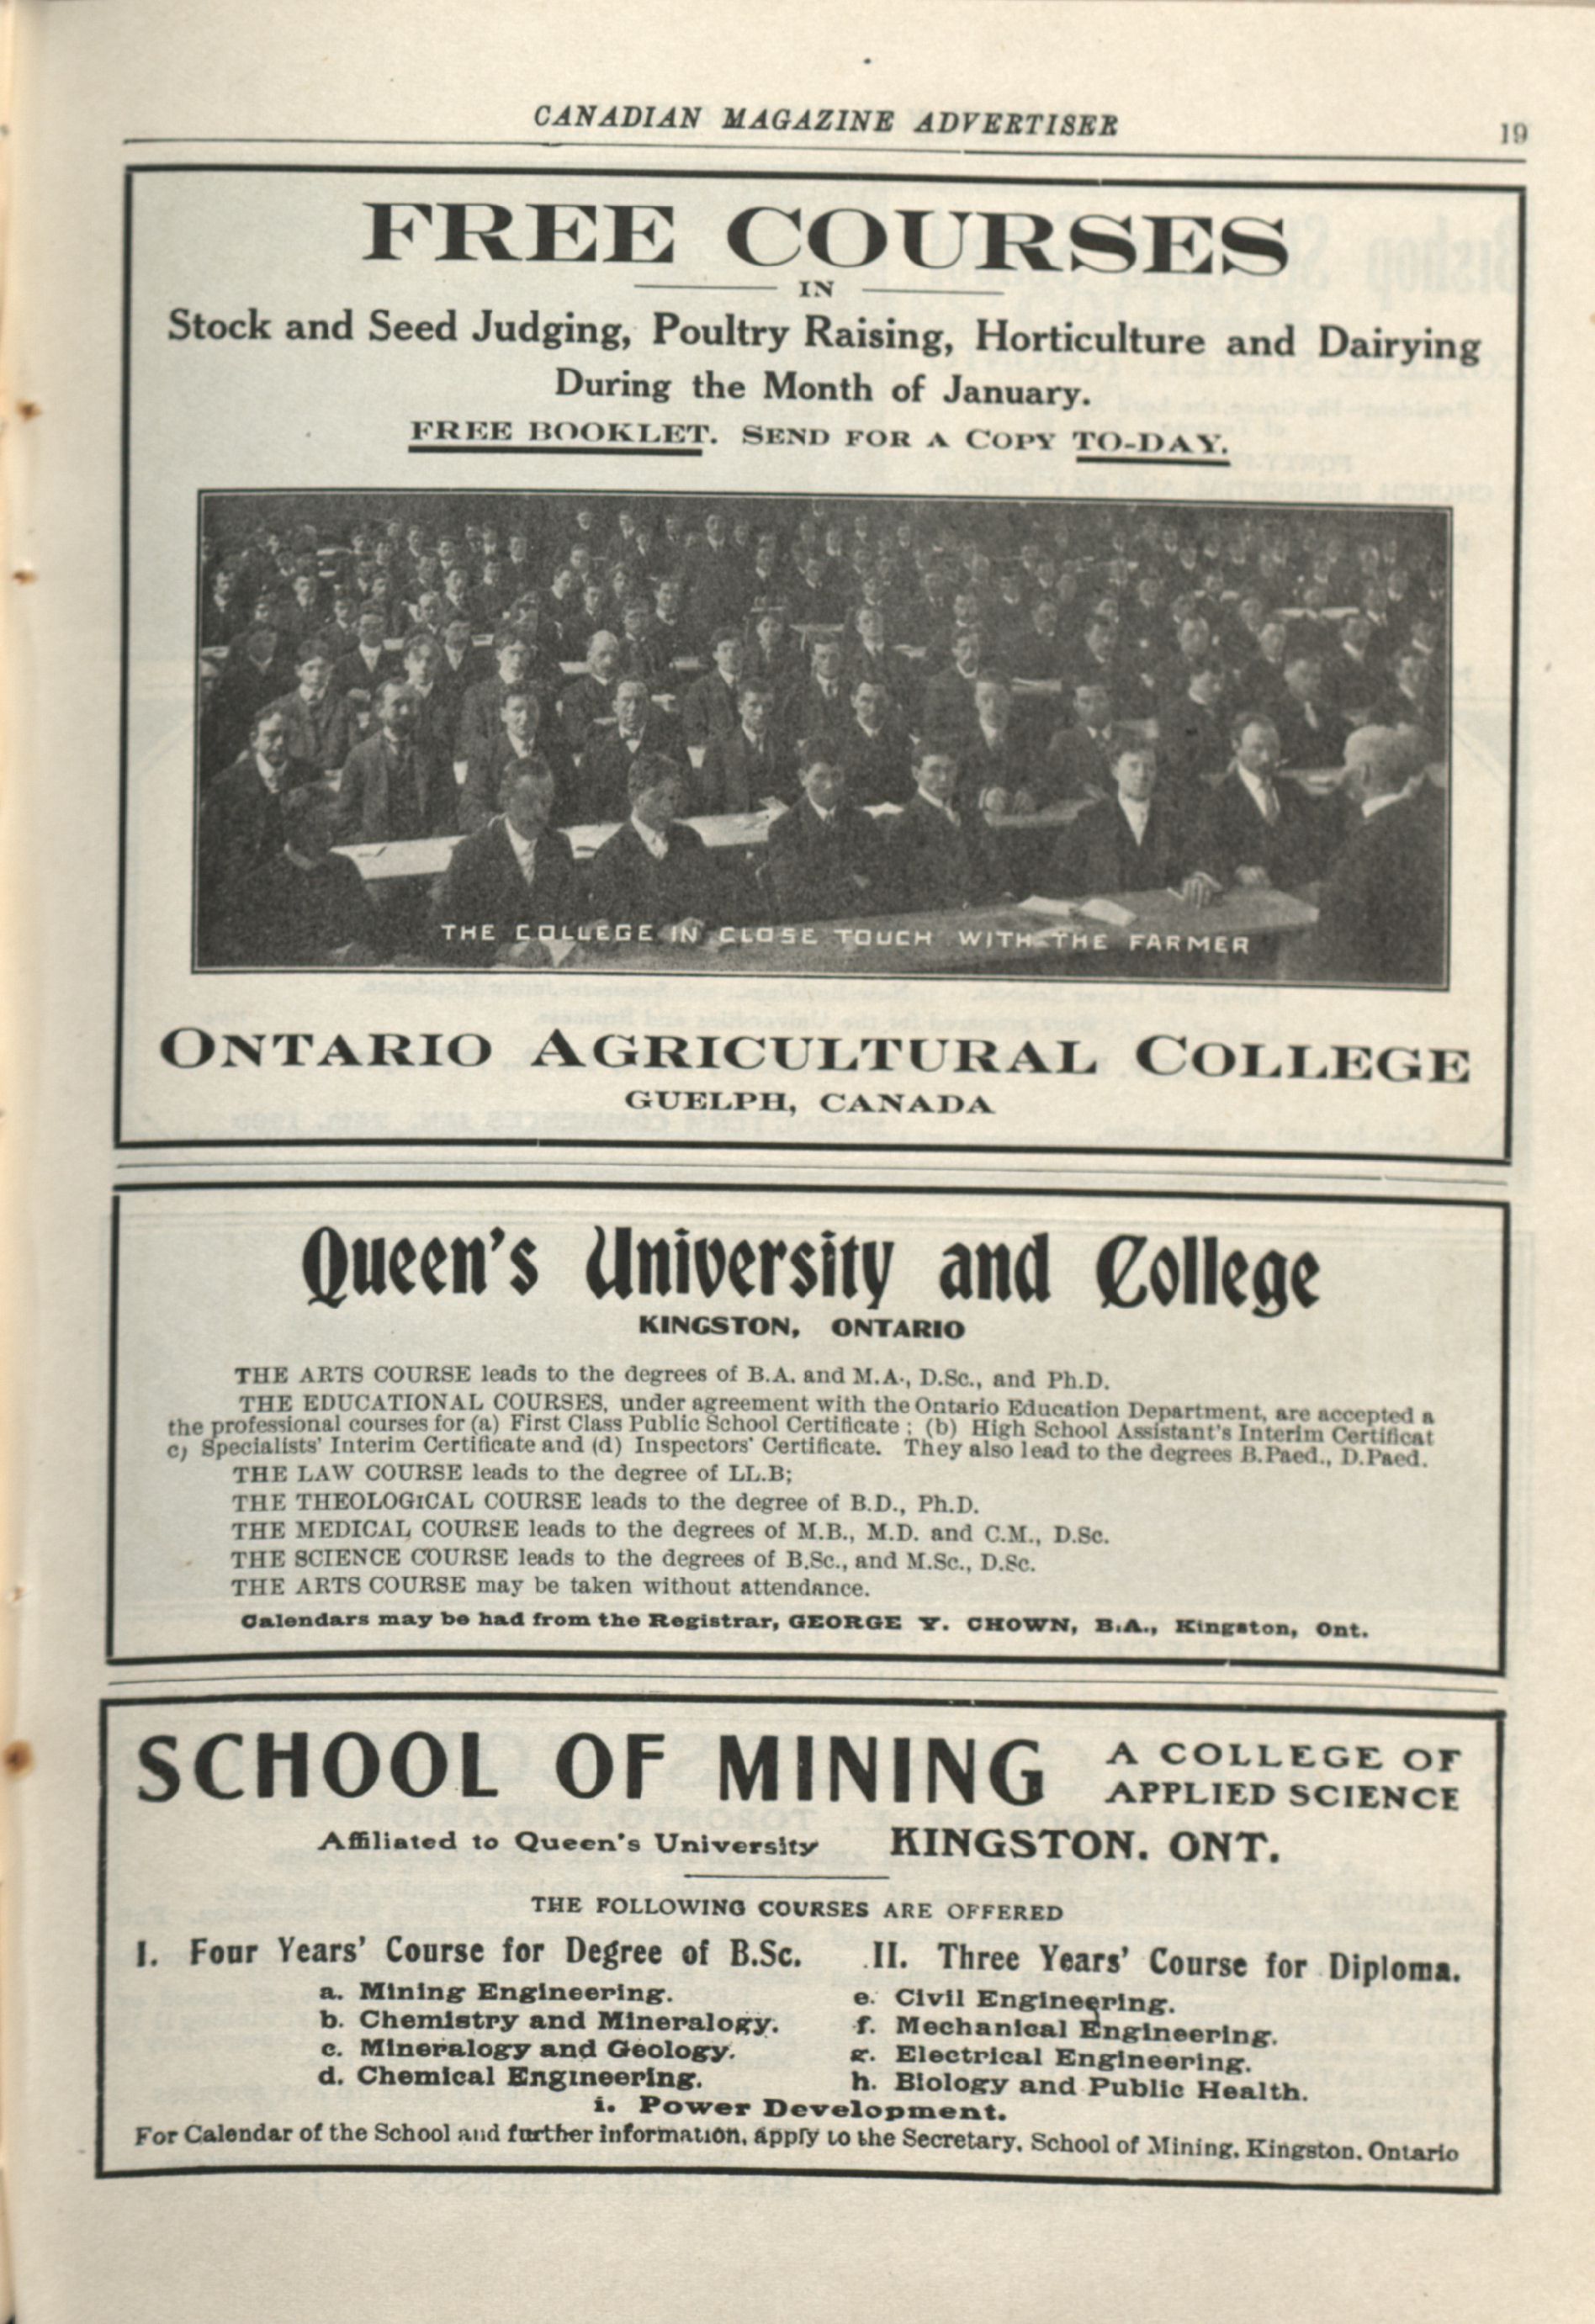 CANADIAN MAGAZINE ADVERTISER
19
FREE COURSES
IN
Stock and Seed Judging, Poultry Raising, Horticulture and Dairying
During the Month of January.
FREE BOOKLET. SEND FOR A COPY TO-DAY.
THE COLLEGE IN CLOSE TOUCH WITH THE FARMER
ONTARIO AGRICULTURAL COLLEGE
GUELPH, CANADA
Queen's University and College
KINGSTON, ONTARIO
THE ARTS COURSE leads to the degrees of B.A. and M.A., D.Sc., and Ph.D.
THE EDUCATIONAL COURSES, under agreement with the Ontario Education Department, are accepted a
the professional courses for (a) First Class Public School Certificate; (b) High School Assistant's Interim Certificat
c) Specialists' Interim Certificate and (d) Inspectors' Certificate. They also lead to the degrees B.Paed., D.Paed.
THE LAW COURSE leads to the degree of LL.B;
THE THEOLOGICAL COURSE leads to the degree of B.D., Ph.D.
THE MEDICAL COURSE leads to the degrees of M.B., M.D. and C.M., D.Sc.
THE SCIENCE COURSE leads to the degrees of B.Sc., and M.Sc., D.Sc.
THE ARTS COURSE may be taken without attendance.
Calendars may be had from the Registrar, GEORGE Y. CHOWN, B.A., Kingston, Ont.
SCHOOL OF MINING
A COLLEGE OF
APPLIED SCIENCE
Affiliated to Queen's University KINGSTON. ONT.
THE FOLLOWING COURSES ARE OFFERED
I. Four Years' Course for Degree of B.Sc. II. Three Years' Course for Diploma.
a. Mining Engineering.
b. Chemistry and Mineralogy.
c. Mineralogy and Geology.
d. Chemical Engineering.
e. Civil Engineering.
f. Mechanical Engineering.
g. Electrical Engineering.
h. Biology and Public Health.
i. Power Development.
For Calendar of the School and further information, apply to the Secretary, School of Mining, Kingston, Ontario